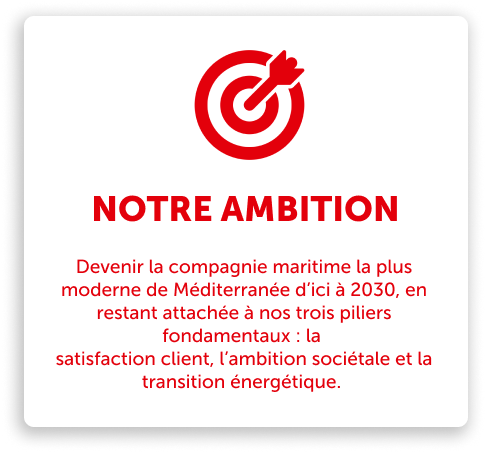 NOTRE AMBITION
Devenir la compagnie maritime la plus
moderne de Méditerranée d’ici à 2030, en
restant attachée à nos trois piliers
fondamentaux : la
satisfaction client, l’ambition sociétale et la
transition énergétique.